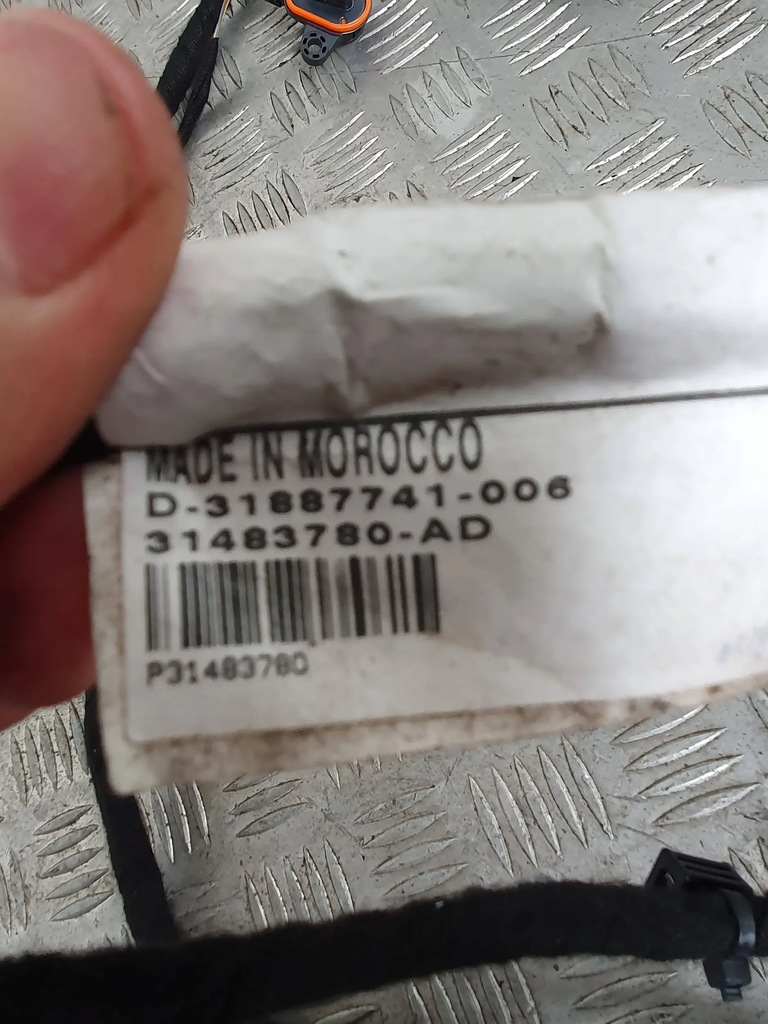 MADE IN MOROCCO
D-31887741-006
31483780-AD
P31483780